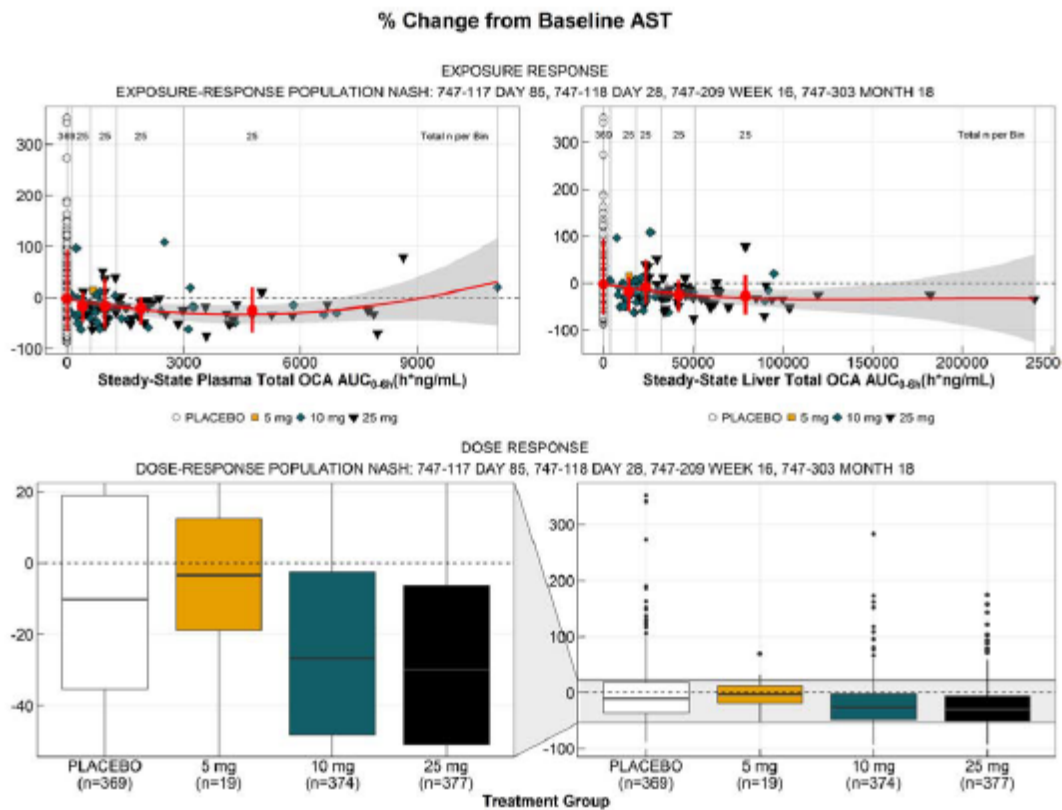 % Change from Baseline AST
EXPOSURE RESPONSE
EXPOSURE-RESPONSE POPULATION NASH: 747-117 DAY 85, 747-118 DAY 28, 747-209 WEEK 16, 747-303 MONTH 18
369 25 25 25 25 Total n per Bin
300
200
100
0
-100
0 3000 6000 9000
Steady-State Plasma Total OCA AUC0-6h(h*ng/mL)
PLACEBO 5 mg 10 mg 25 mg
369 25 25 25 25 Total n per Bin
300
200
100
0
-100
0 50000 100000 150000 200000 2500
Steady-State Liver Total OCA AUC0-6h(h*ng/mL)
PLACEBO 5 mg 10 mg 25 mg
DOSE RESPONSE
DOSE-RESPONSE POPULATION NASH: 747-117 DAY 85, 747-118 DAY 28, 747-209 WEEK 16, 747-303 MONTH 18
20
0
-20
-40
PLACEBO 5 mg 10 mg 25 mg
(n=369) (n=19) (n=374) (n=377)
300
200
100
0
-100
PLACEBO 5 mg 10 mg 25 mg
(n=369) (n=19) (n=374) (n=377)
Treatment Group